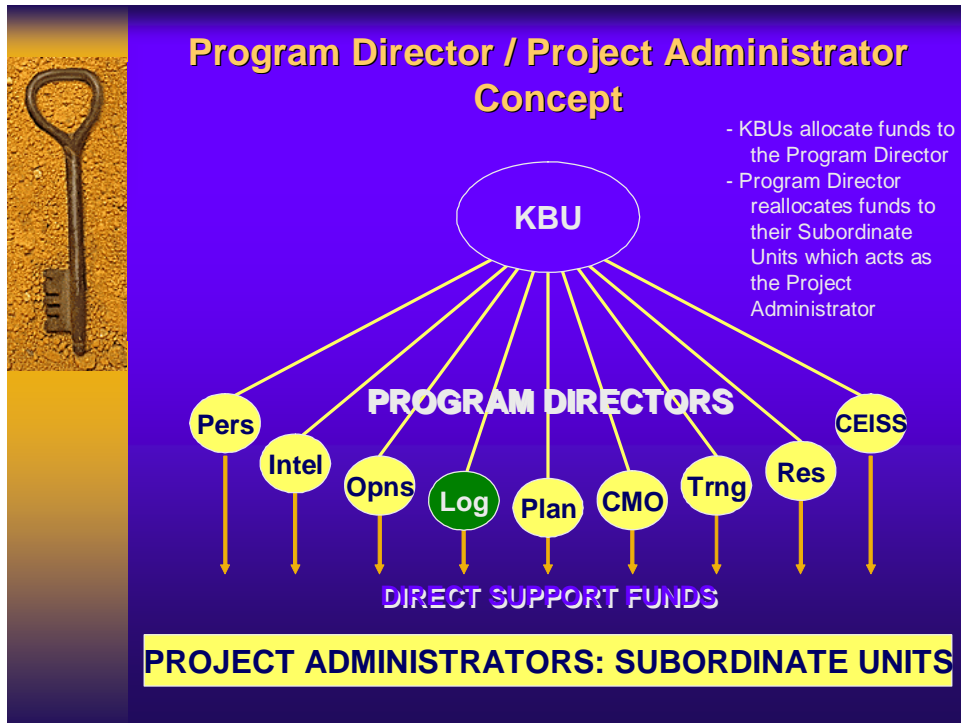 Program Director / Project Administrator
Concept
- KBUs allocate funds to
the Program Director
- Program Director
reallocates funds to
their Subordinate
Units which acts as
the Project
Administrator
KBU
PROGRAM DIRECTORS
Pers
Intel
Opns
Log
Plan
CMO
Trng
Res
CEISS
DIRECT SUPPORT FUNDS
PROJECT ADMINISTRATORS: SUBORDINATE UNITS